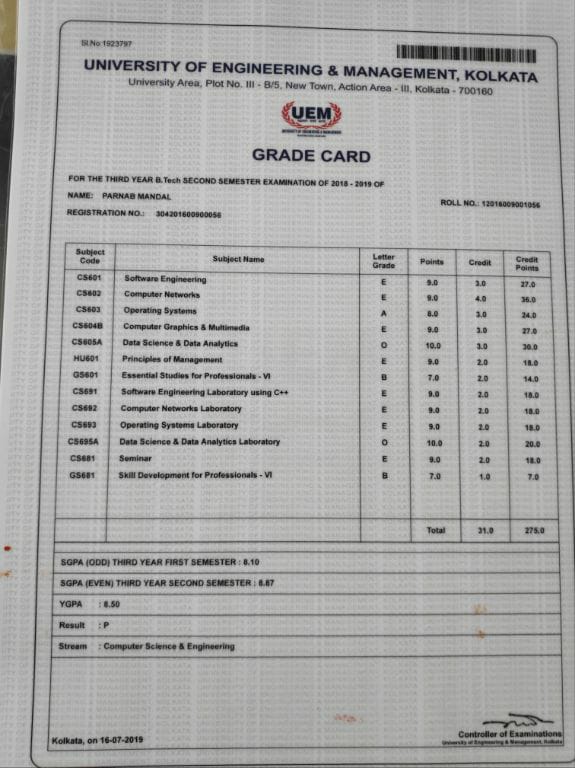 Sl.No:1923797
UNIVERSITY OF ENGINEERING & MANAGEMENT, KOLKATA
University Area, Plot No. III - B/5, New Town, Action Area - III, Kolkata - 700160
UEM
UNIVERSITY OF ENGINEERING & MANAGEMENT
GRADE CARD
FOR THE THIRD YEAR B.Tech SECOND SEMESTER EXAMINATION OF 2018 - 2019 OF
NAME: PARNAB MANDAL
ROLL NO.: 12016009001056
REGISTRATION NO.: 304201600900056
Subject Code Subject Name Letter Grade Points Credit Credit Points
CS601 Software Engineering E 9.0 3.0 27.0
CS602 Computer Networks E 9.0 4.0 36.0
CS603 Operating Systems A 8.0 3.0 24.0
CS604B Computer Graphics & Multimedia E 9.0 3.0 27.0
CS605A Data Science & Data Analytics O 10.0 3.0 30.0
HU601 Principles of Management E 9.0 2.0 18.0
GS601 Essential Studies for Professionals - VI B 7.0 2.0 14.0
CS691 Software Engineering Laboratory using C++ E 9.0 2.0 18.0
CS692 Computer Networks Laboratory E 9.0 2.0 18.0
CS693 Operating Systems Laboratory E 9.0 2.0 18.0
CS695A Data Science & Data Analytics Laboratory O 10.0 2.0 20.0
CS681 Seminar E 9.0 2.0 18.0
GS681 Skill Development for Professionals - VI B 7.0 1.0 7.0
Total 31.0 275.0
SGPA (ODD) THIRD YEAR FIRST SEMESTER : 8.10
SGPA (EVEN) THIRD YEAR SECOND SEMESTER : 8.87
YGPA : 8.50
Result : P
Stream : Computer Science & Engineering
Kolkata, on 16-07-2019
Controller of Examinations
University of Engineering & Management, Kolkata